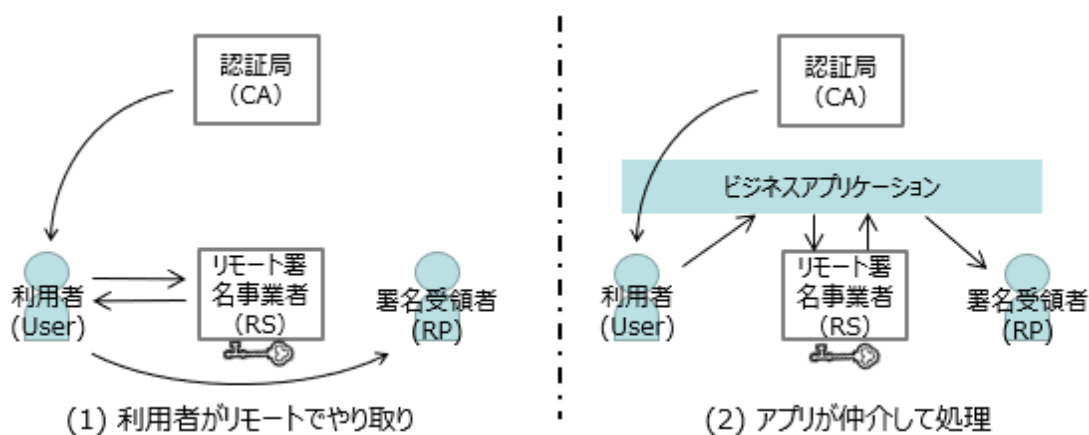 認証局
(CA)
利用者
(User)
リモート署
名事業者
(RS)
署名受領者
(RP)
(1) 利用者がリモートでやり取り
認証局
(CA)
ビジネスアプリケーション
利用者
(User)
リモート署
名事業者
(RS)
署名受領者
(RP)
(2) アプリが仲介して処理